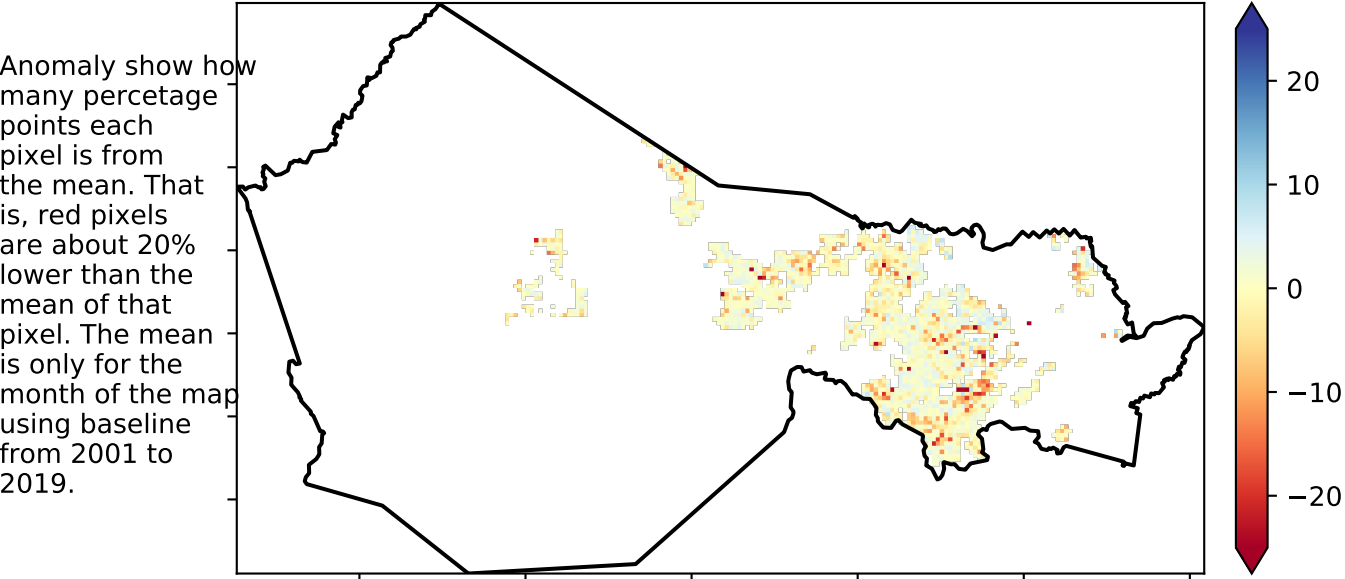 Anomaly show how
many percetage
points each
pixel is from
the mean. That
is, red pixels
are about 20%
lower than the
mean of that
pixel. The mean
is only for the
month of the map
using baseline
from 2001 to
2019.
20
10
0
−10
−20